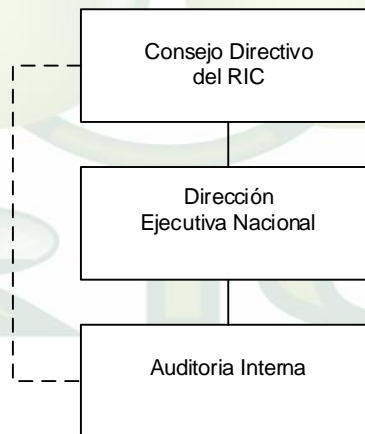 Consejo Directivo
del RIC
Dirección
Ejecutiva Nacional
Auditoria Interna